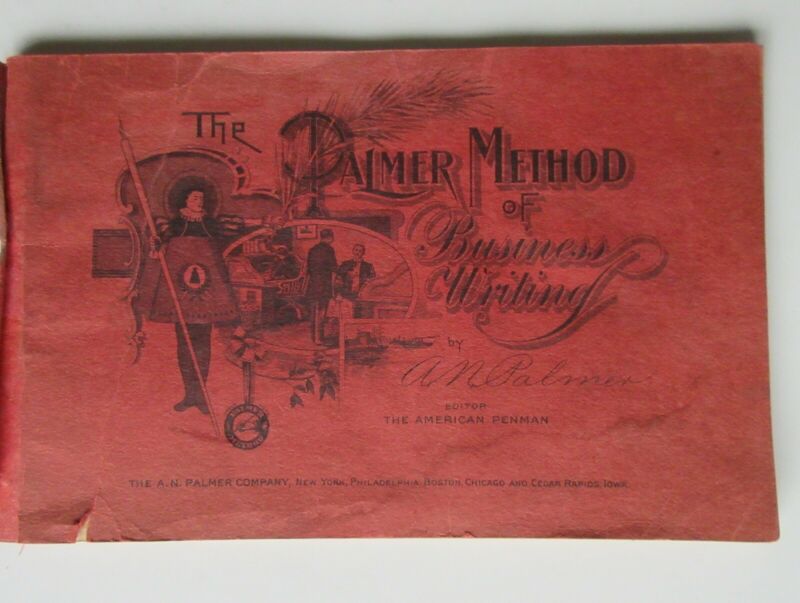 The
PALMER METHOD
OF
Business
Writing
by
A N Palmer
EDITOR
THE AMERICAN PENMAN
THE A. N. PALMER COMPANY, NEW YORK, PHILADELPHIA BOSTON, CHICAGO AND CEDAR RAPIDS, IOWA